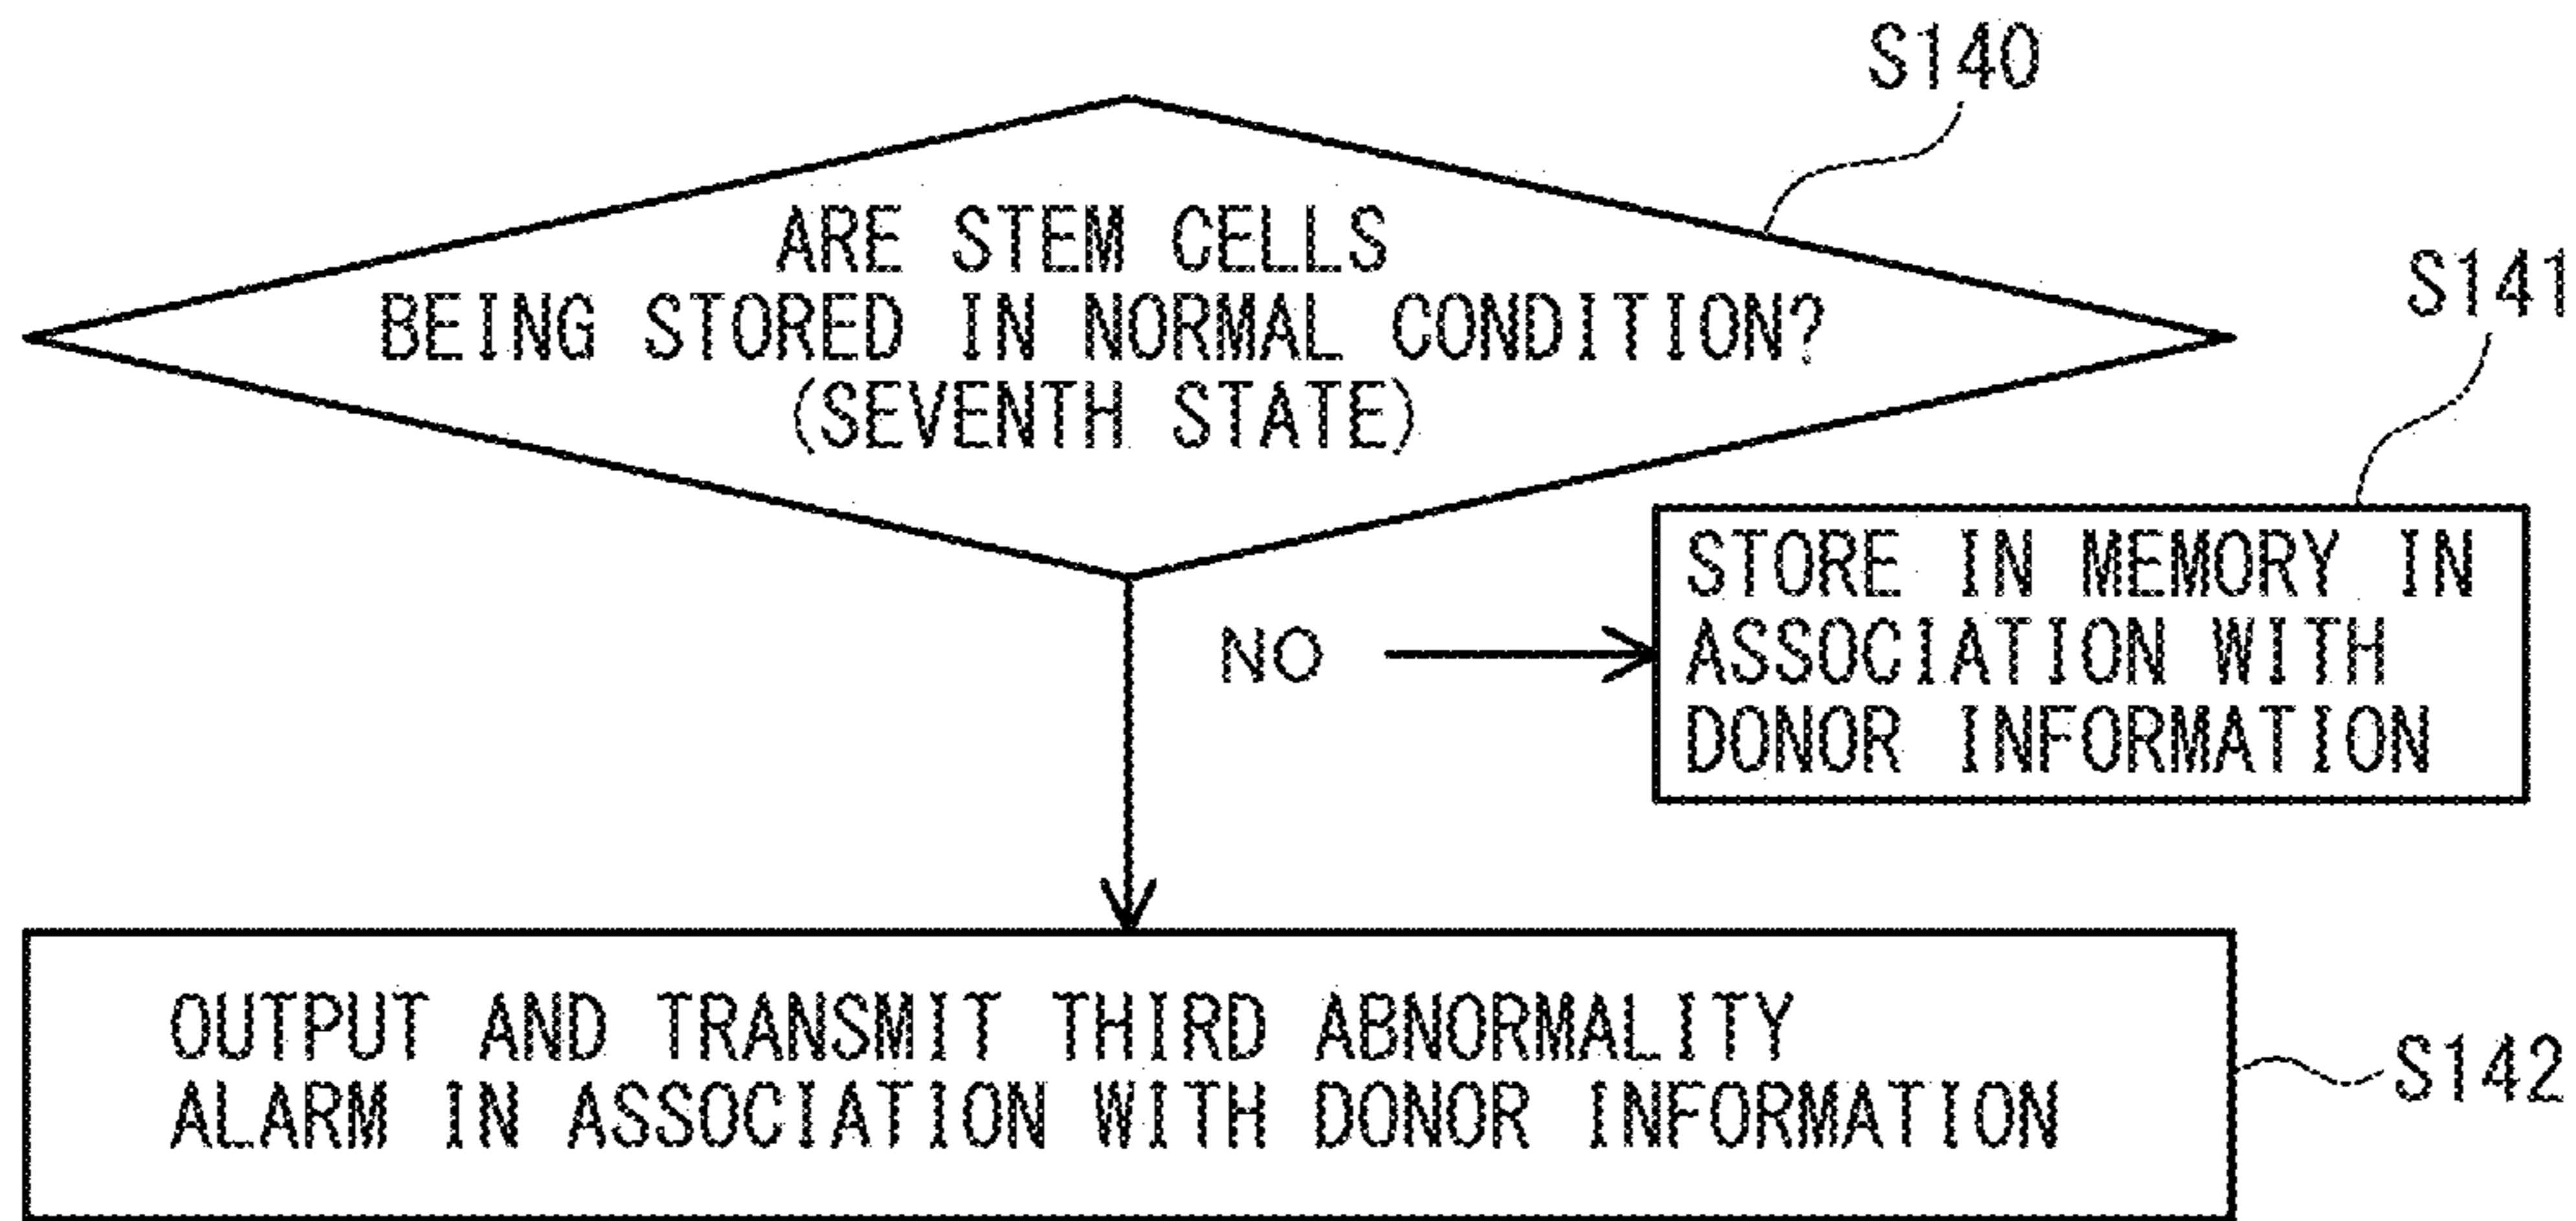 S140
ARE STEM CELLS
BEING STORED IN NORMAL CONDITION?
(SEVENTH STATE)
S141
NO
STORE IN MEMORY IN
ASSOCIATION WITH
DONOR INFORMATION
OUTPUT AND TRANSMIT THIRD ABNORMALITY
ALARM IN ASSOCIATION WITH DONOR INFORMATION
S142